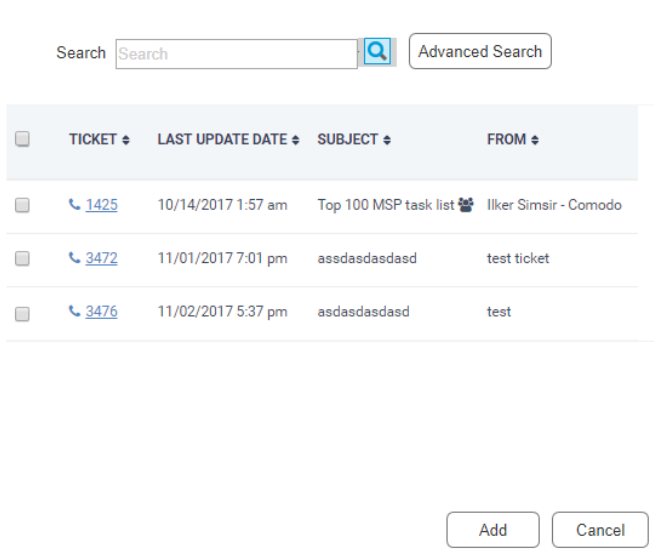 Search Search Advanced Search
TICKET LAST UPDATE DATE SUBJECT FROM
1425 10/14/2017 1:57 am Top 100 MSP task list Ilker Simsir - Comodo
3472 11/01/2017 7:01 pm assdasdasdasd test ticket
3476 11/02/2017 5:37 pm asdasdasdasd test
Add Cancel